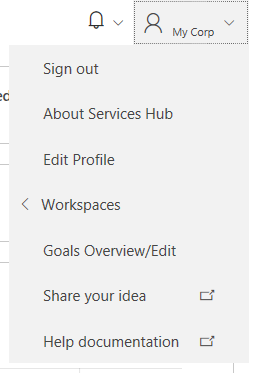 My Corp
Sign out
About Services Hub
Edit Profile
Workspaces
Goals Overview/Edit
Share your idea
Help documentation